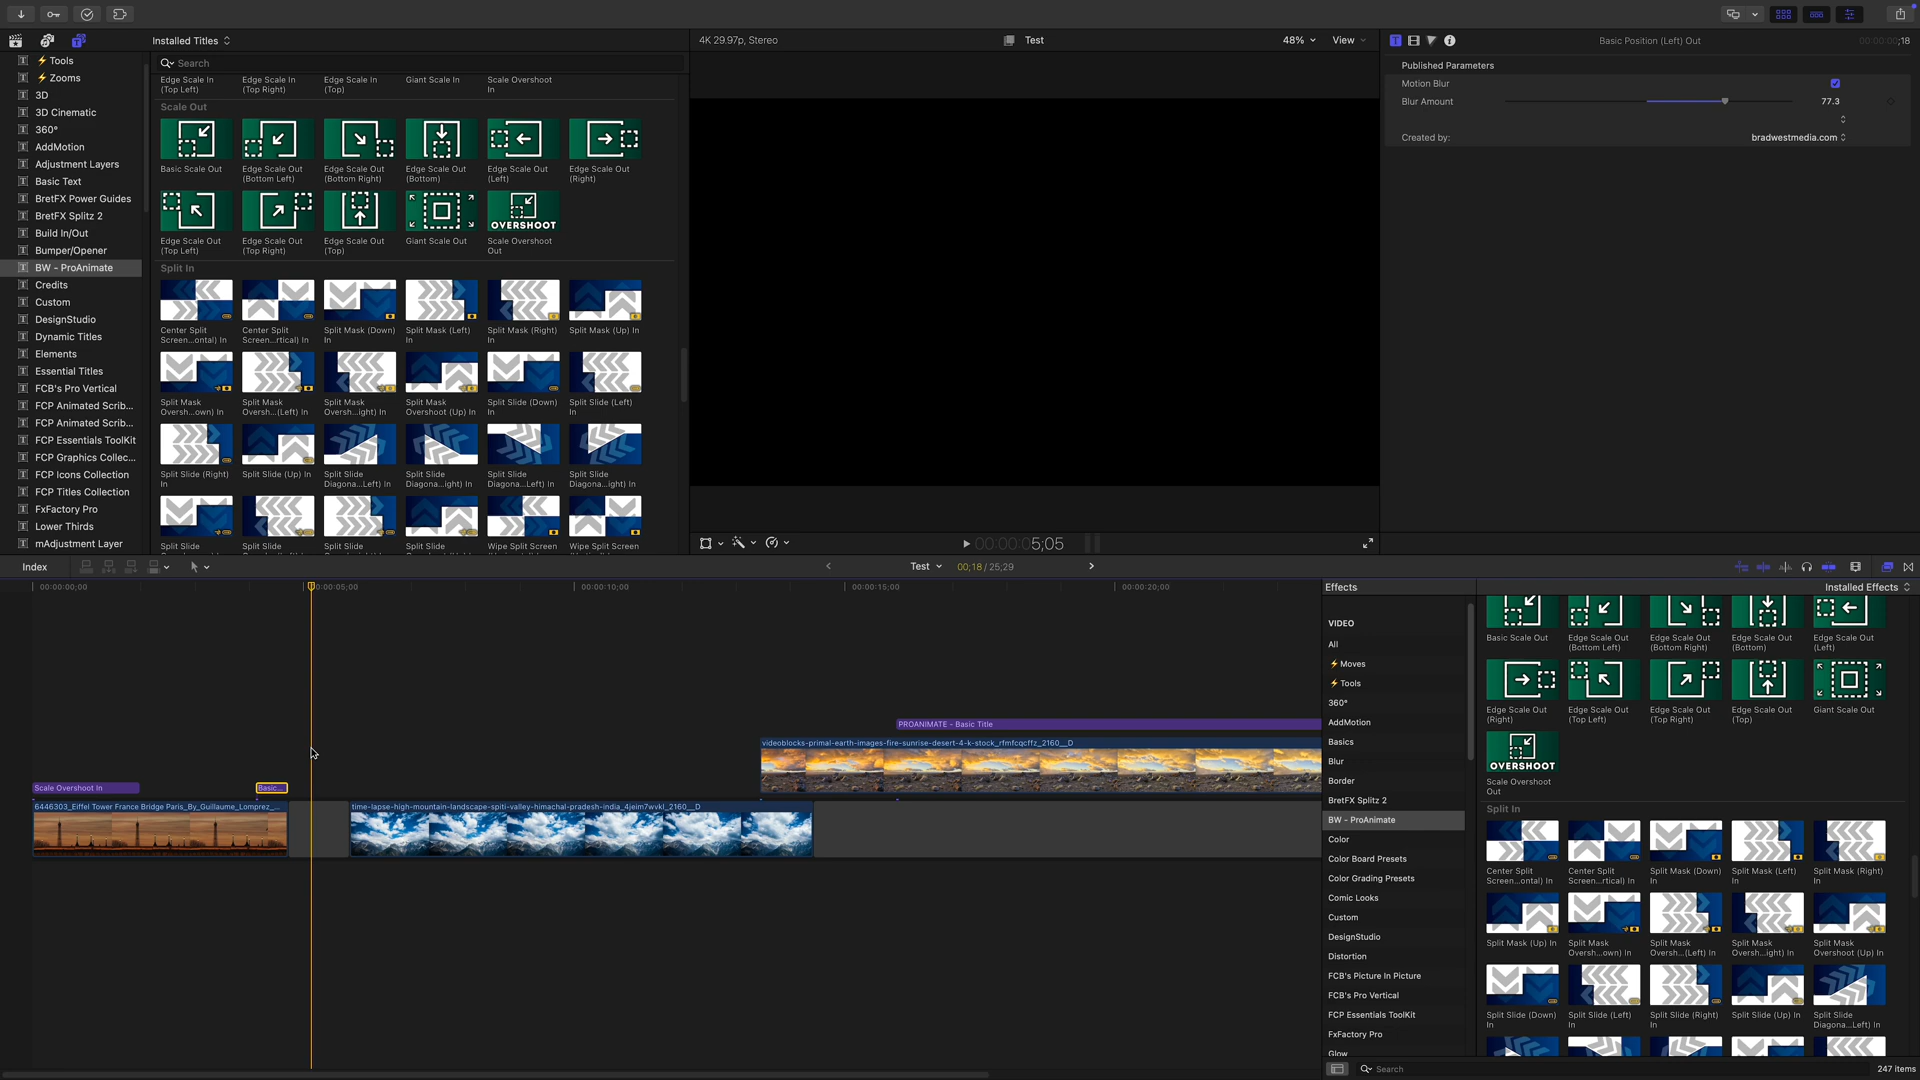 Installed Titles
4K 29.97p, Stereo
Test
48%
View
Basic Position (Left) Out
00:00:00;18
Search
Published Parameters
Motion Blur
Blur Amount
77.3
Created by:
bradwestmedia.com
Tools
Zooms
3D
3D Cinematic
360°
AddMotion
Adjustment Layers
Basic Text
BretFX Power Guides
BretFX Splitz 2
Build In/Out
Bumper/Opener
BW - ProAnimate
Credits
Custom
DesignStudio
Dynamic Titles
Elements
Essential Titles
FCB's Pro Vertical
FCP Animated Scrib...
FCP Animated Scrib...
FCP Essentials ToolKit
FCP Graphics Collec...
FCP Icons Collection
FCP Titles Collection
FxFactory Pro
Lower Thirds
mAdjustment Layer
Edge Scale In (Top Left)
Edge Scale In (Top Right)
Edge Scale In (Top)
Giant Scale In
Scale Overshoot In
Scale Out
Basic Scale Out
Edge Scale Out (Bottom Left)
Edge Scale Out (Bottom Right)
Edge Scale Out (Bottom)
Edge Scale Out (Left)
Edge Scale Out (Right)
OVERSHOOT
Edge Scale Out (Top Left)
Edge Scale Out (Top Right)
Edge Scale Out (Top)
Giant Scale Out
Scale Overshoot Out
Split In
Center Split Screen...ontal) In
Center Split Screen...rtical) In
Split Mask (Down) In
Split Mask (Left) In
Split Mask (Right) In
Split Mask (Up) In
Split Mask Oversh...own) In
Split Mask Oversh...(Left) In
Split Mask Oversh...ight) In
Split Mask Overshoot (Up) In
Split Slide (Down) In
Split Slide (Left) In
Split Slide (Right) In
Split Slide (Up) In
Split Slide Diagona...Left) In
Split Slide Diagona...ight) In
Split Slide Diagona...Left) In
Split Slide Diagona...ight) In
Split Slide
Split Slide
Split Slide
Split Slide
Wipe Split Screen
Wipe Split Screen
00:00:05;05
Index
Test
00;18 / 25;29
00:00:00;00
00:00:05;00
00:00:10;00
00:00:15;00
00:00:20;00
PROANIMATE - Basic Title
videoblocks-primal-earth-images-fire-sunrise-desert-4-k-stock_rfmfcqcffz_2160__D
Scale Overshoot In
Basic...
6446303_Eiffel Tower France Bridge Paris_By_Guillaume_Lomprez_...
time-lapse-high-mountain-landscape-spiti-valley-himachal-pradesh-india_4jeim7wvkl_2160__D
Effects
Installed Effects
VIDEO
All
Moves
Tools
360°
AddMotion
Basics
Blur
Border
BretFX Splitz 2
BW - ProAnimate
Color
Color Board Presets
Color Grading Presets
Comic Looks
Custom
DesignStudio
Distortion
FCB's Picture In Picture
FCB's Pro Vertical
FCP Essentials ToolKit
FxFactory Pro
Glow
Basic Scale Out
Edge Scale Out (Bottom Left)
Edge Scale Out (Bottom Right)
Edge Scale Out (Bottom)
Edge Scale Out (Left)
Edge Scale Out (Right)
Edge Scale Out (Top Left)
Edge Scale Out (Top Right)
Edge Scale Out (Top)
Giant Scale Out
OVERSHOOT
Scale Overshoot Out
Split In
Center Split Screen...ontal) In
Center Split Screen...rtical) In
Split Mask (Down) In
Split Mask (Left) In
Split Mask (Right) In
Split Mask (Up) In
Split Mask Oversh...own) In
Split Mask Oversh...(Left) In
Split Mask Oversh...ight) In
Split Mask Overshoot (Up) In
Split Slide (Down) In
Split Slide (Left) In
Split Slide (Right) In
Split Slide (Up) In
Split Slide Diagona...Left) In
Search
247 items